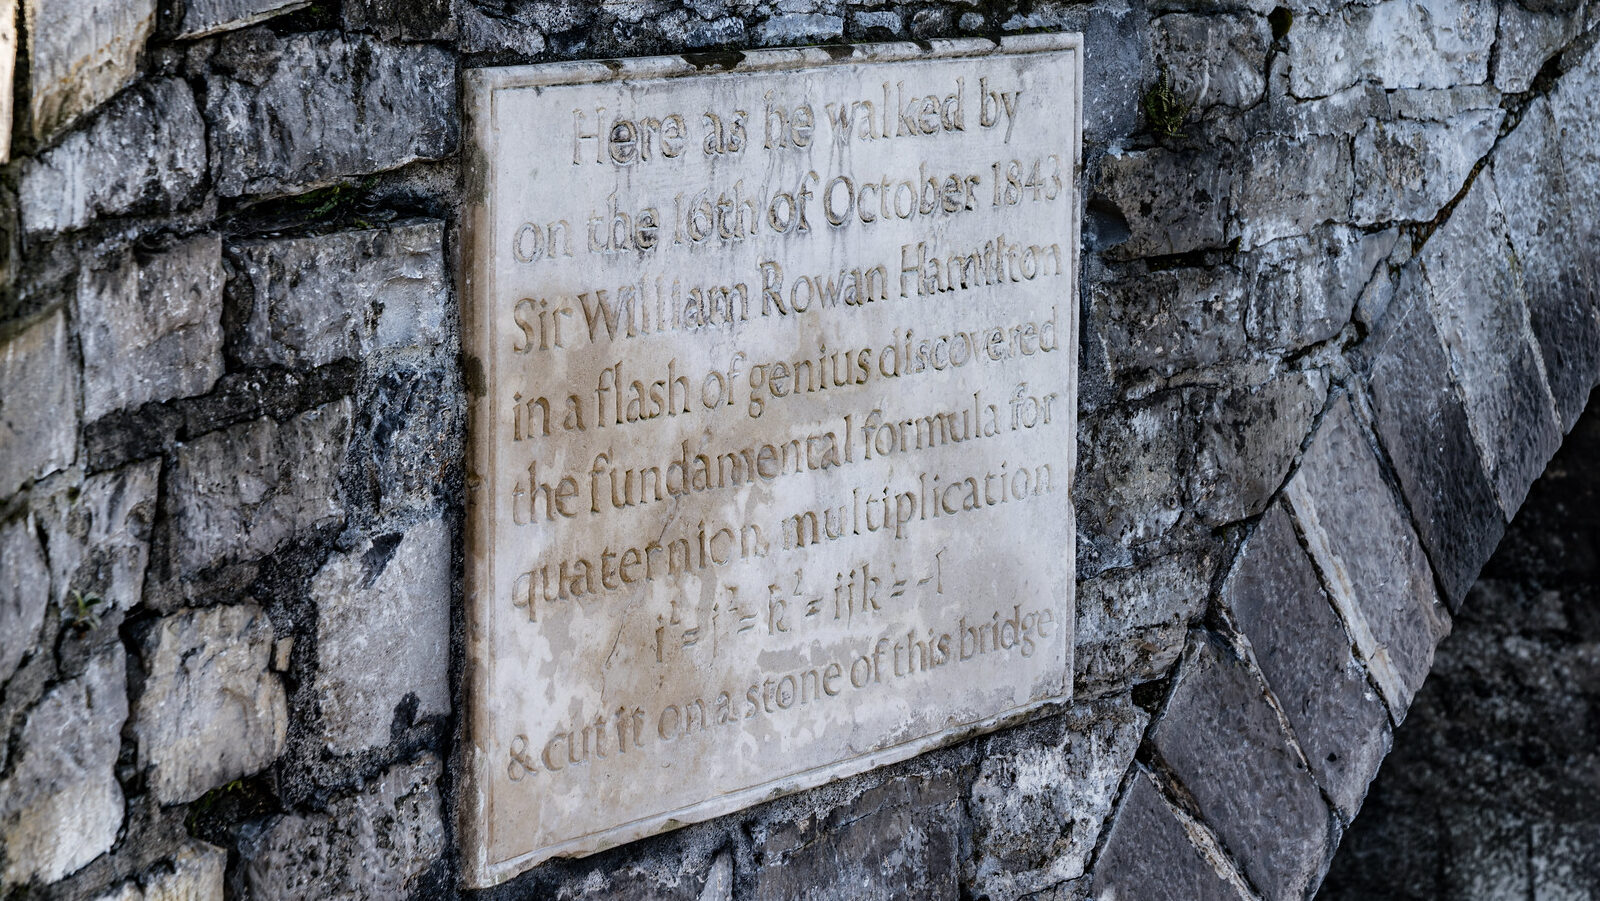 Here as he walked by
on the 16th of October 1843
Sir William Rowan Hamilton
in a flash of genius discovered
the fundamental formula for
quaternion multiplication
i² = j² = k² = ijk = -1
& cut it on a stone of this bridge